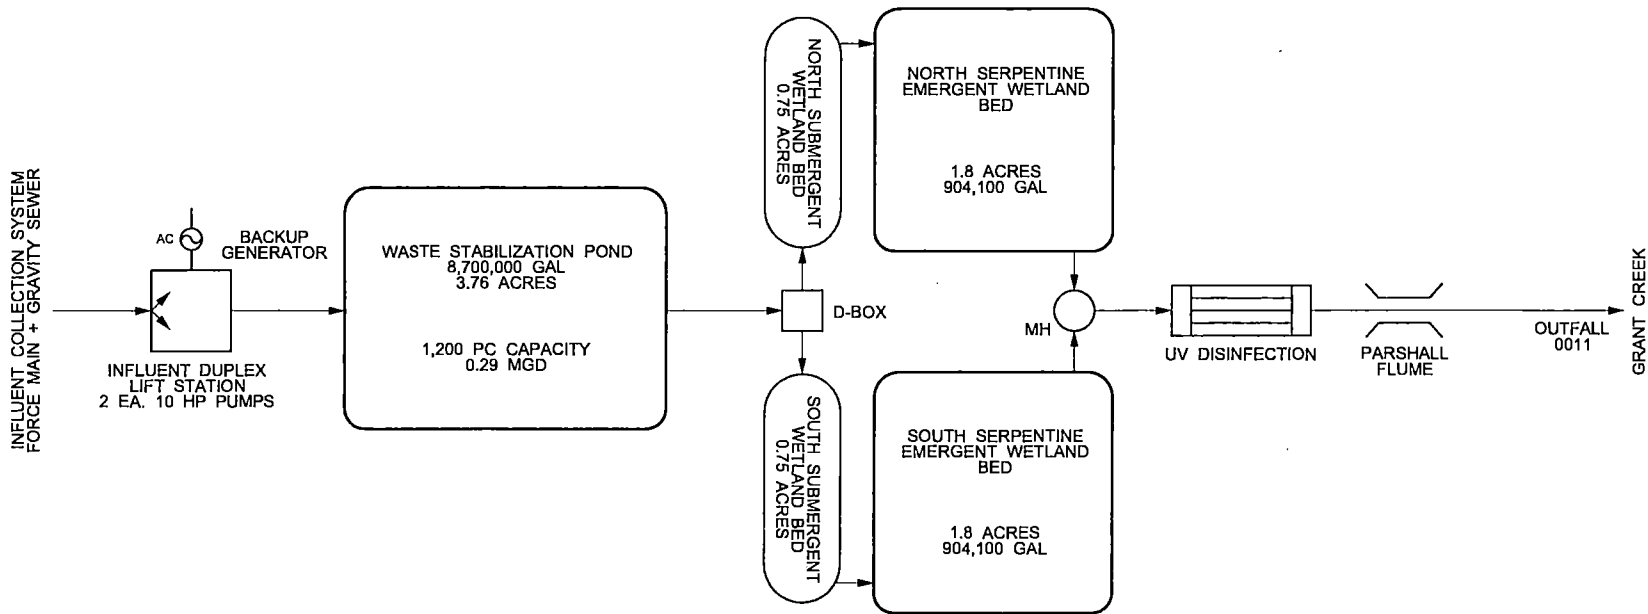 INFLUENT COLLECTION SYSTEM
FORCE MAIN + GRAVITY SEWER
AC
BACKUP
GENERATOR
INFLUENT DUPLEX
LIFT STATION
2 EA. 10 HP PUMPS
WASTE STABILIZATION POND
8,700,000 GAL
3.76 ACRES
1,200 PC CAPACITY
0.29 MGD
D-BOX
NORTH SUBMERGENT
WETLAND BED
0.75 ACRES
SOUTH SUBMERGENT
WETLAND BED
0.75 ACRES
NORTH SERPENTINE
EMERGENT WETLAND
BED
1.8 ACRES
904,100 GAL
MH
SOUTH SERPENTINE
EMERGENT WETLAND
BED
1.8 ACRES
904,100 GAL
UV DISINFECTION
PARSHALL
FLUME
OUTFALL
0011
GRANT CREEK